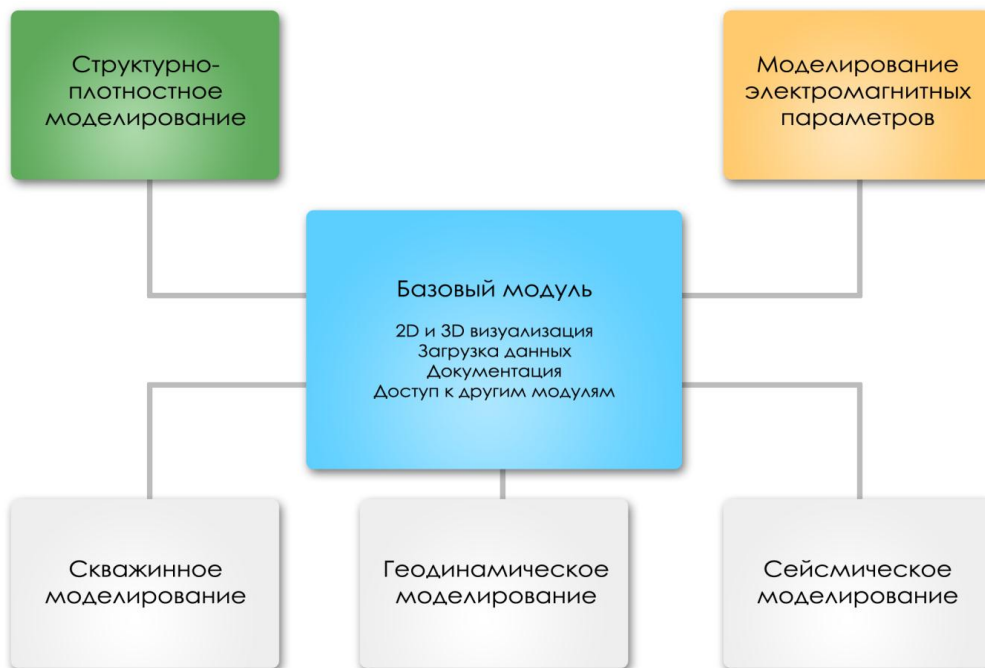 Структурно-
плотностное
моделирование
Моделирование
электромагнитных
параметров
Базовый модуль
2D и 3D визуализация
Загрузка данных
Документация
Доступ к другим модулям
Скважинное
моделирование
Геодинамическое
моделирование
Сейсмическое
моделирование